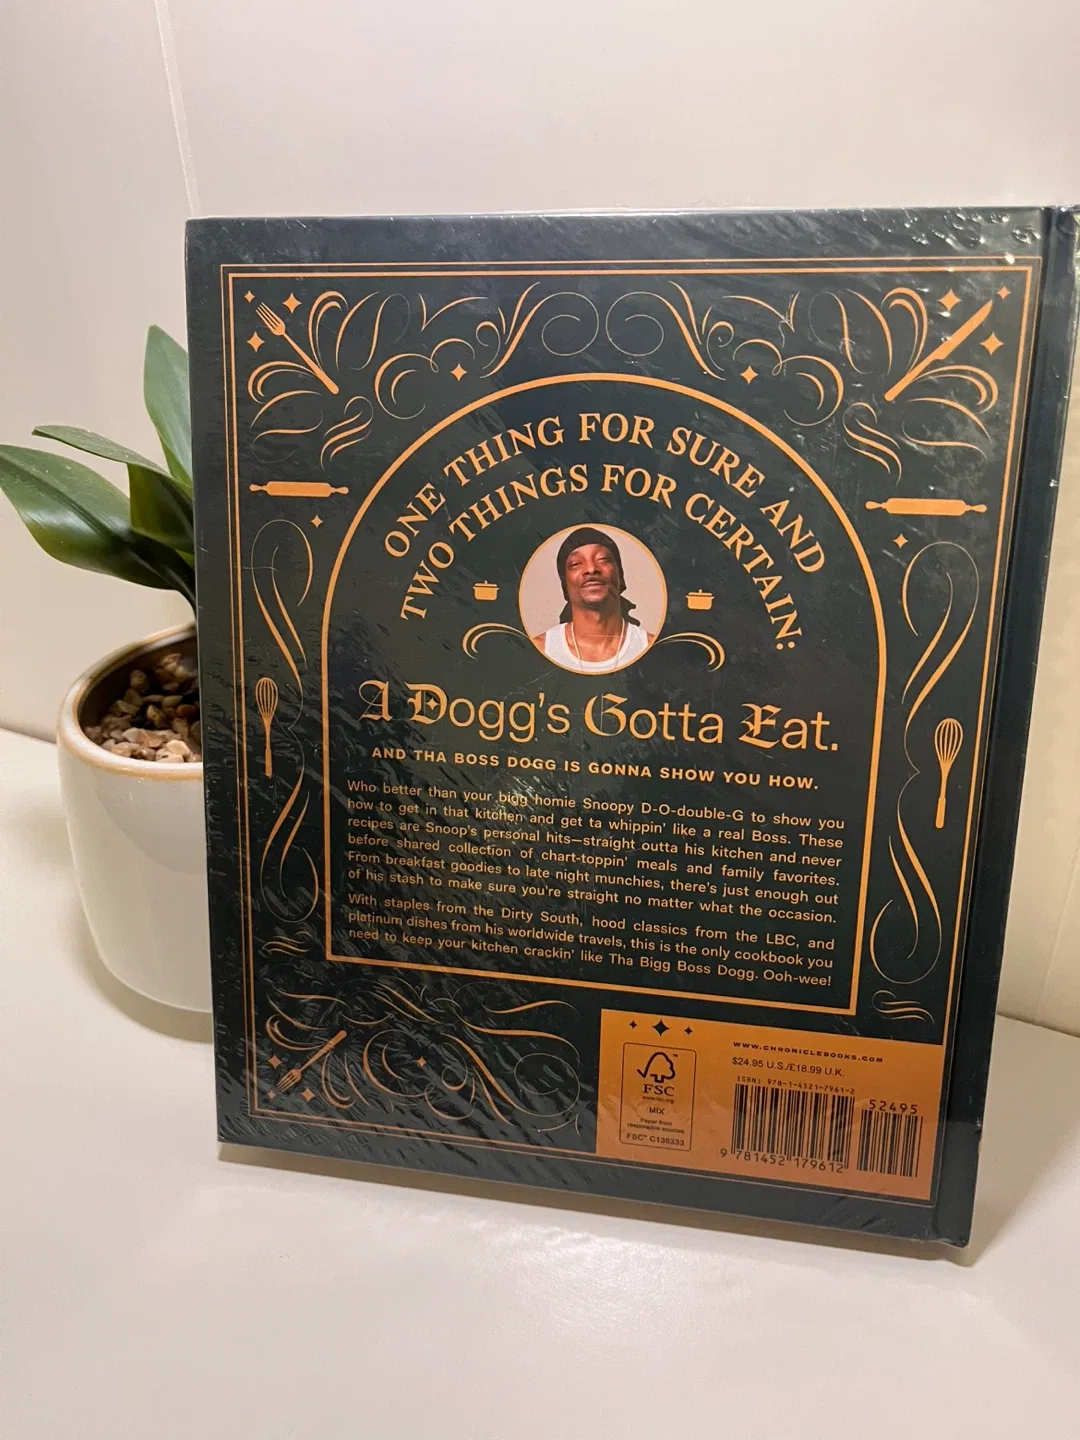 ONE THING FOR SURE AND
TWO THINGS FOR CERTAIN:
A Dogg's Gotta Eat.
AND THA BOSS DOGG IS GONNA SHOW YOU HOW.
Who better than your bigg homie Snoopy D-O-double-G to show you
how to get in that kitchen and get ta whippin' like a real Boss. These
recipes are Snoop's personal hits—straight outta his kitchen and never
before shared collection of chart-toppin' meals and family favorites.
From breakfast goodies to late night munchies, there's just enough out
of his stash to make sure you're straight no matter what the occasion.
With staples from the Dirty South, hood classics from the LBC, and
platinum dishes from his worldwide travels, this is the only cookbook you
need to keep your kitchen crackin' like Tha Bigg Boss Dogg. Ooh-wee!
WWW.CHRONICLEBOOKS.COM
$24.95 U.S./£18.99 U.K.
ISBN: 978-1-4521-7961-2
52495
9 781452 179612
FSC
www.fsc.org
MIX
Paper from
responsible sources
FSC™ C136333